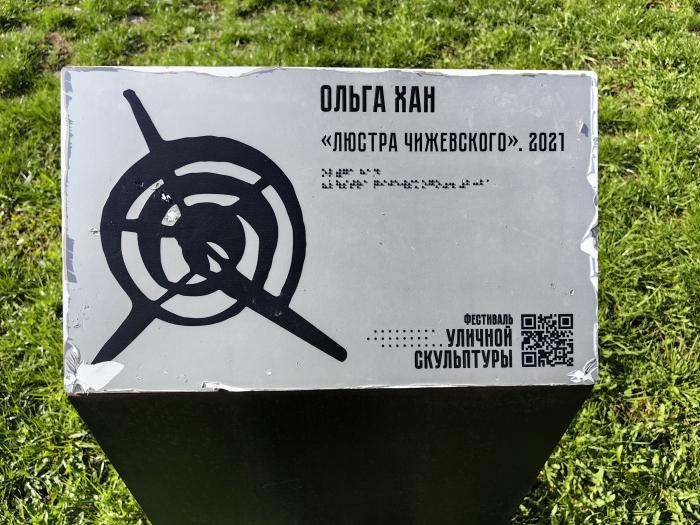 ОЛЬГА ХАН
«ЛЮСТРА ЧИЖЕВСКОГО». 2021
ФЕСТИВАЛЬ
УЛИЧНОЙ
СКУЛЬПТУРЫ